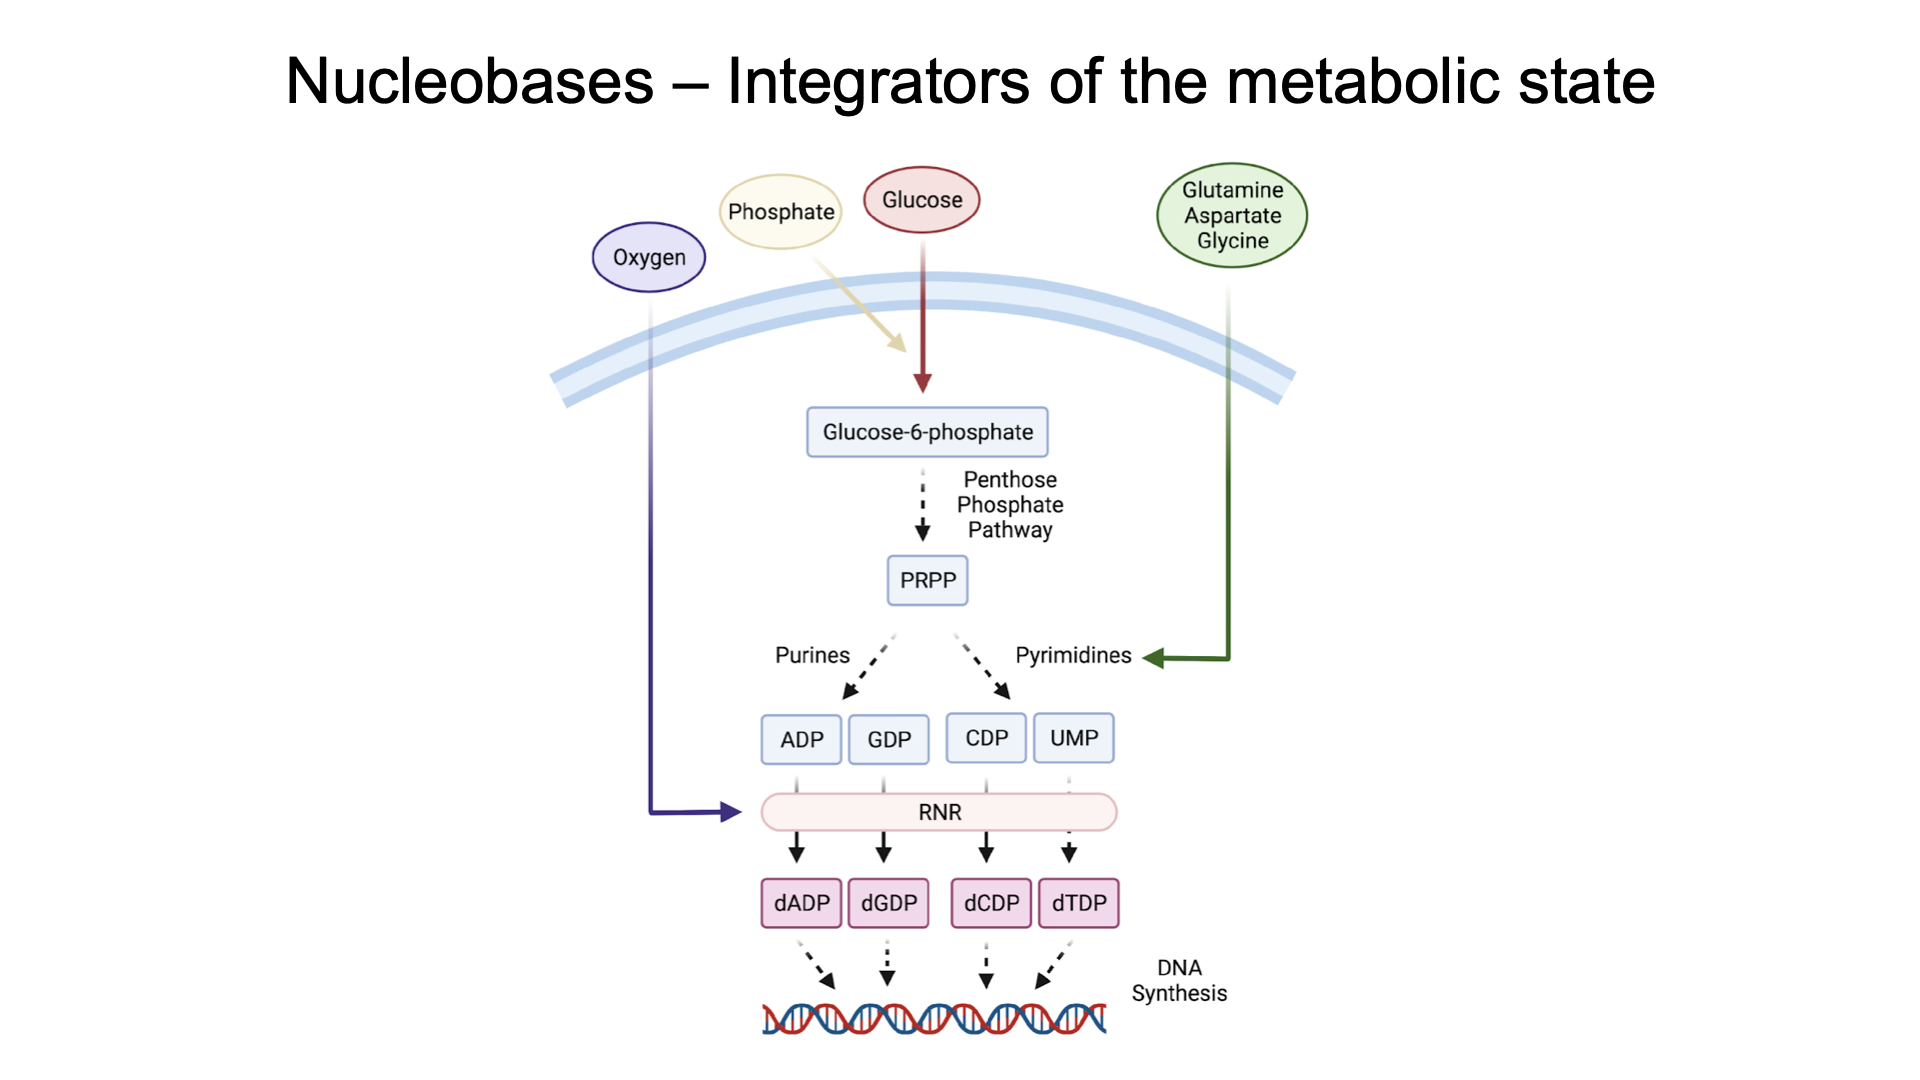 Nucleobases – Integrators of the metabolic state
Phosphate
Glucose
Glutamine
Aspartate
Glycine
Oxygen
Glucose-6-phosphate
Penthose
Phosphate
Pathway
PRPP
Purines
Pyrimidines
ADP
GDP
CDP
UMP
RNR
dADP
dGDP
dCDP
dTDP
DNA
Synthesis